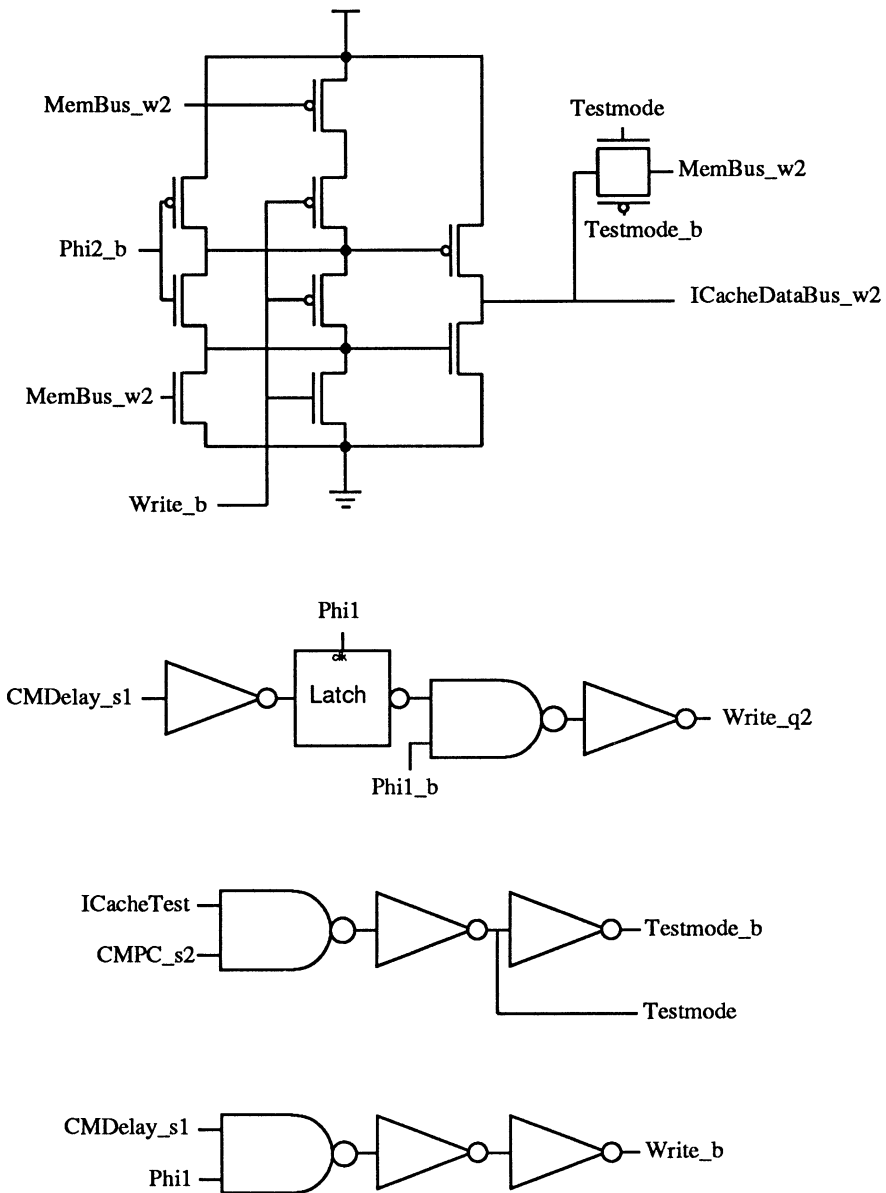 MemBus_w2
Testmode
MemBus_w2
Testmode_b
Phi2_b
ICacheDataBus_w2
MemBus_w2
Write_b
Phi1
clk
CMDelay_s1
Latch
Write_q2
Phi1_b
ICacheTest
CMPC_s2
Testmode_b
Testmode
CMDelay_s1
Phi1
Write_b